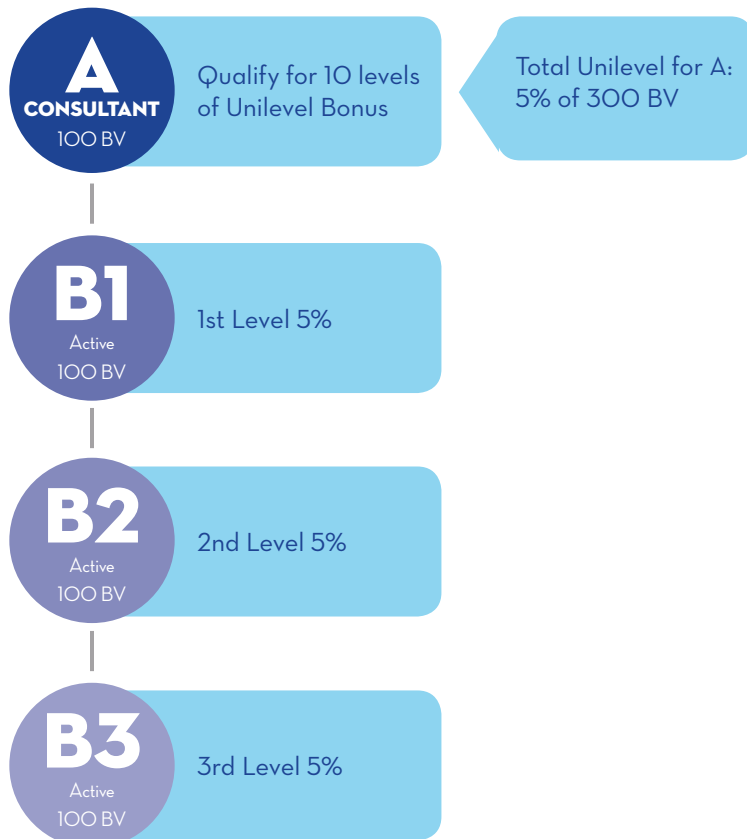 A
CONSULTANT
100 BV
Qualify for 10 levels
of Unilevel Bonus
Total Unilevel for A:
5% of 300 BV
B1
Active
100 BV
1st Level 5%
B2
Active
100 BV
2nd Level 5%
B3
Active
100 BV
3rd Level 5%